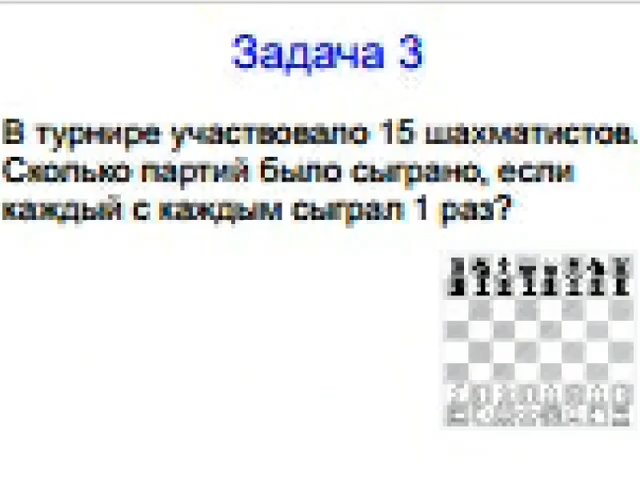 Задача 3
В турнире участвовало 15 шахматистов.
Сколько партий было сыграно, если
каждый с каждым сыграл 1 раз?